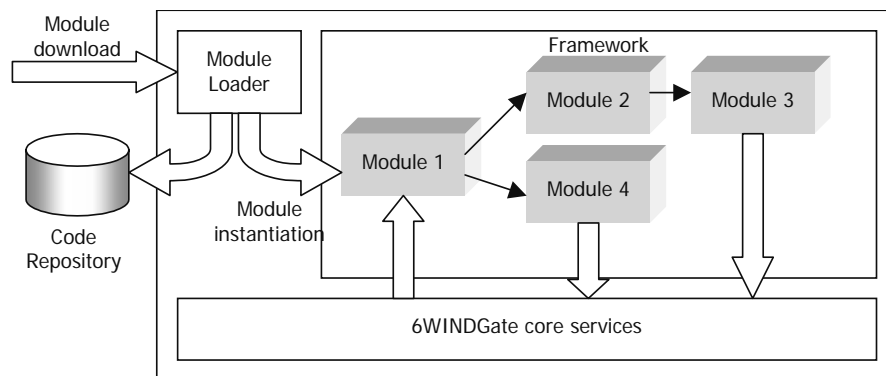 Module
download
Module
Loader
Framework
Module 1
Module 2
Module 3
Module 4
Module
instantiation
Code
Repository
6WINDGate core services